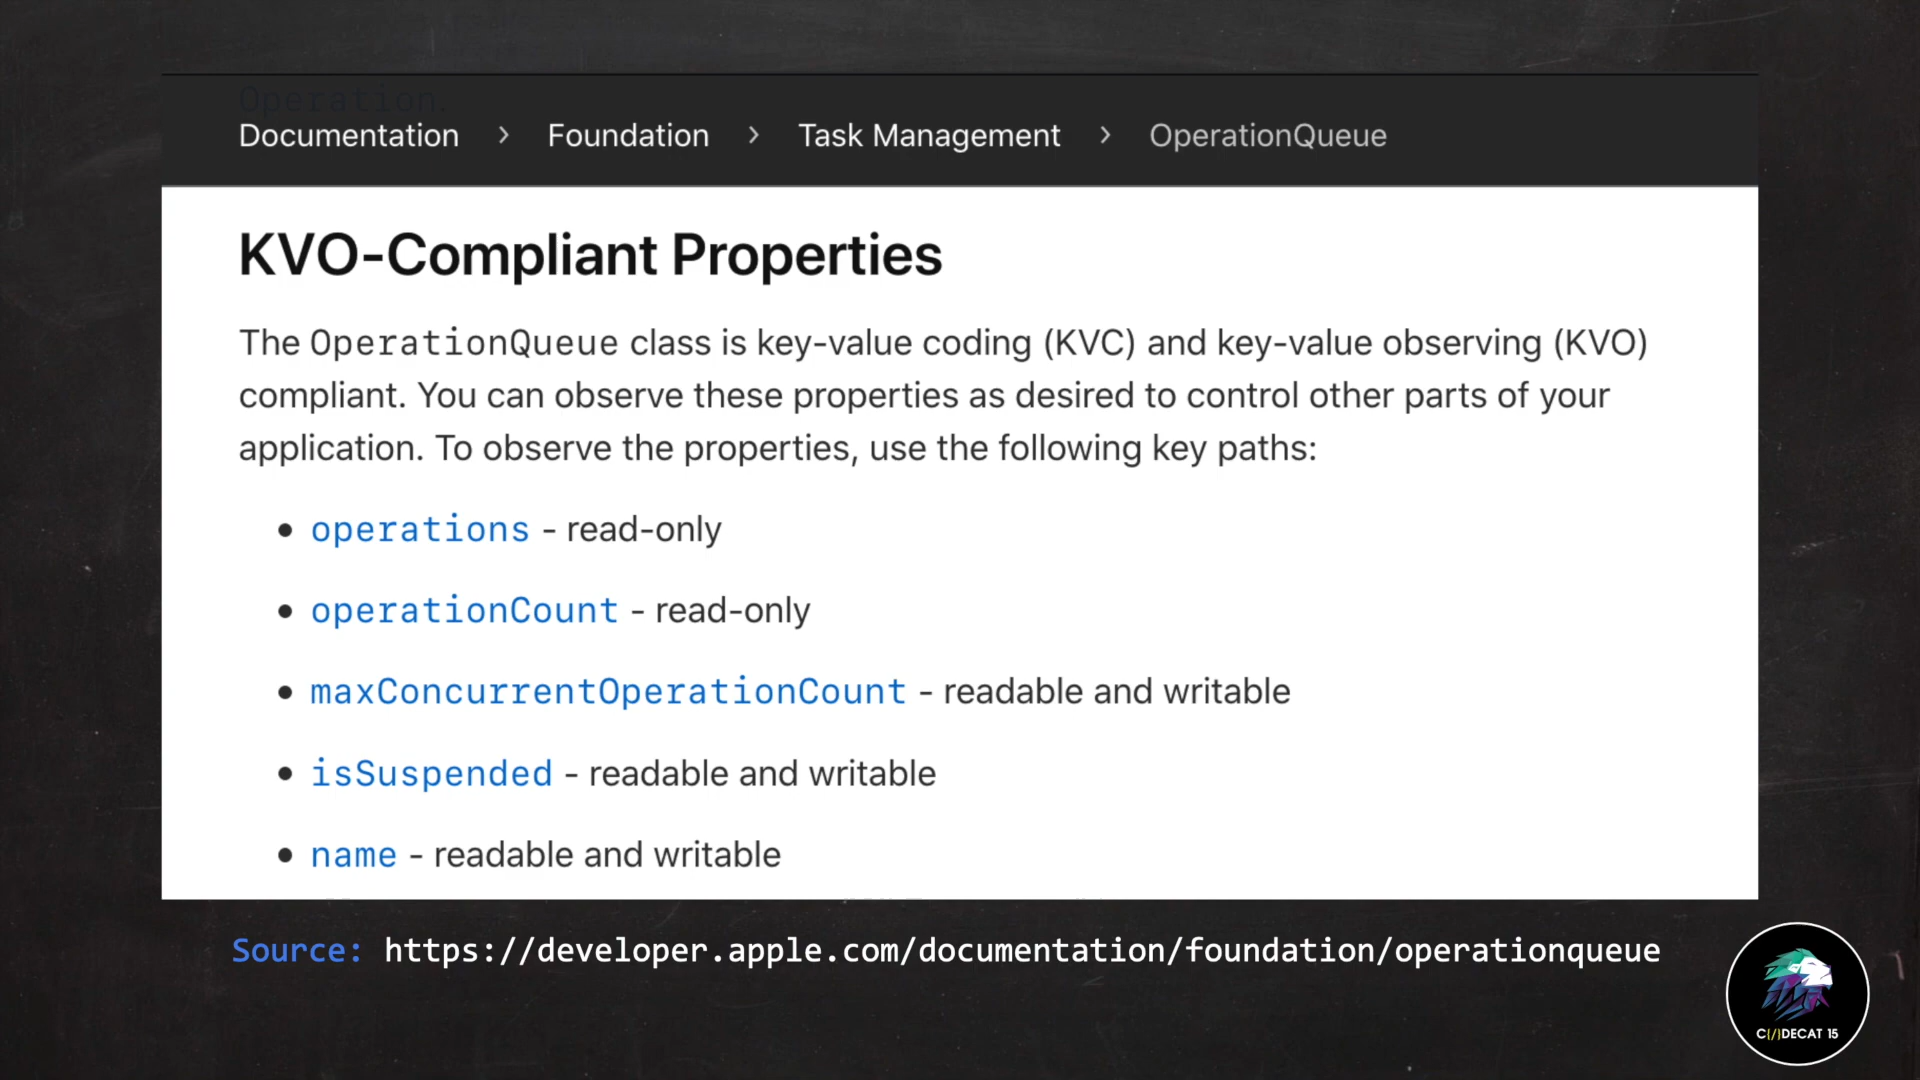 Operation.
Documentation > Foundation > Task Management > OperationQueue
KVO-Compliant Properties
The OperationQueue class is key-value coding (KVC) and key-value observing (KVO)
compliant. You can observe these properties as desired to control other parts of your
application. To observe the properties, use the following key paths:
• operations - read-only
• operationCount - read-only
• maxConcurrentOperationCount - readable and writable
• isSuspended - readable and writable
• name - readable and writable
Source: https://developer.apple.com/documentation/foundation/operationqueue
C(/)DECAT 15